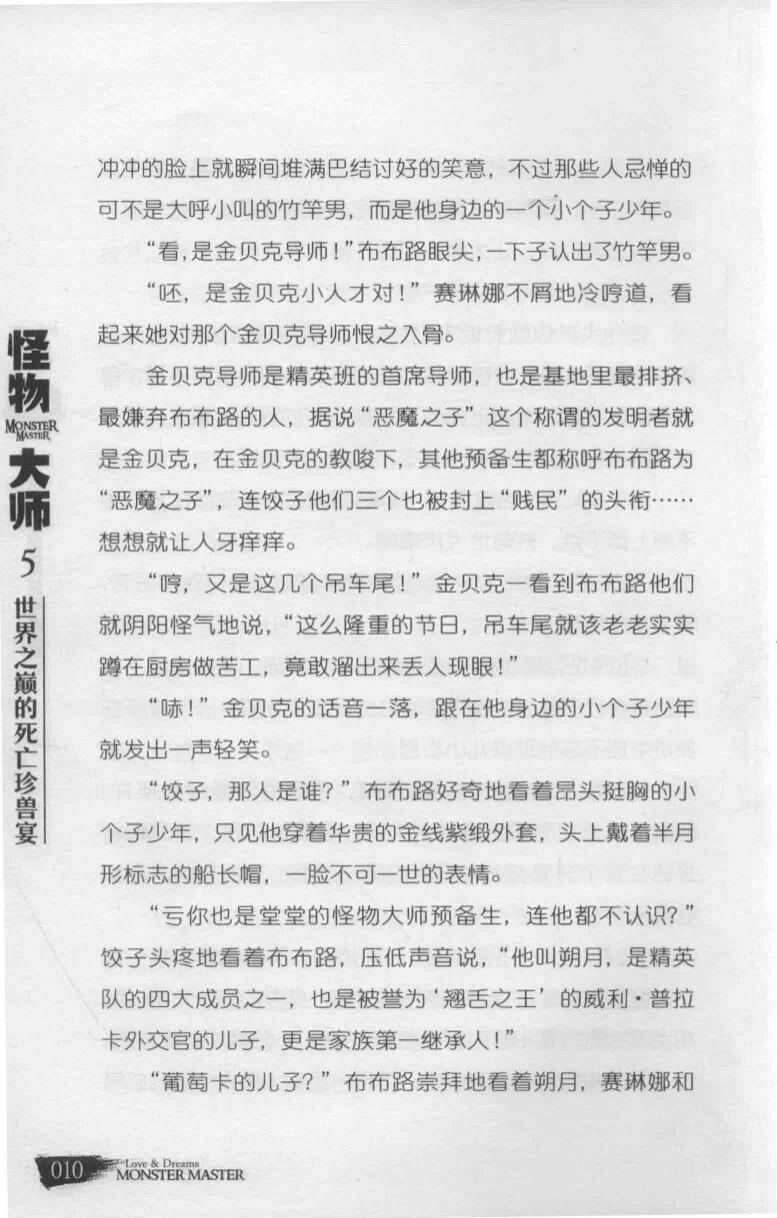 冲冲的脸上就瞬间堆满巴结讨好的笑意，不过那些人忌惮的
可不是大呼小叫的竹竿男，而是他身边的一个小个子少年。
“看，是金贝克导师！”布布路眼尖，一下子认出了竹竿男。
“呸，是金贝克小人才对！”赛琳娜不屑地冷哼道，看
起来她对那个金贝克导师恨之入骨。
金贝克导师是精英班的首席导师，也是基地里最排挤、
最嫌弃布布路的人，据说“恶魔之子”这个称谓的发明者就
是金贝克，在金贝克的教唆下，其他预备生都称呼布布路为
“恶魔之子”，连饺子他们三个也被封上“贱民”的头衔……
想想就让人牙痒痒。
“哼，又是这几个吊车尾！”金贝克一看到布布路他们
就阴阳怪气地说，“这么隆重的节日，吊车尾就该老老实实
蹲在厨房做苦工，竟敢溜出来丢人现眼！”
“哧！”金贝克的话音一落，跟在他身边的小个子少年
就发出一声轻笑。
“饺子，那人是谁？”布布路好奇地看着昂头挺胸的小
个子少年，只见他穿着华贵的金线紫缎外套，头上戴着半月
形标志的船长帽，一脸不可一世的表情。
“亏你也是堂堂的怪物大师预备生，连他都不认识？”
饺子头疼地看着布布路，压低声音说，“他叫朔月，是精英
队的四大成员之一，也是被誉为‘翘舌之王’的威利·普拉
卡外交官的儿子，更是家族第一继承人！”
“葡萄卡的儿子？”布布路崇拜地看着朔月，赛琳娜和
怪物
MONSTER
MASTER
大师
5
世界之巅的死亡珍兽宴
010
Love & Dreams
MONSTER MASTER